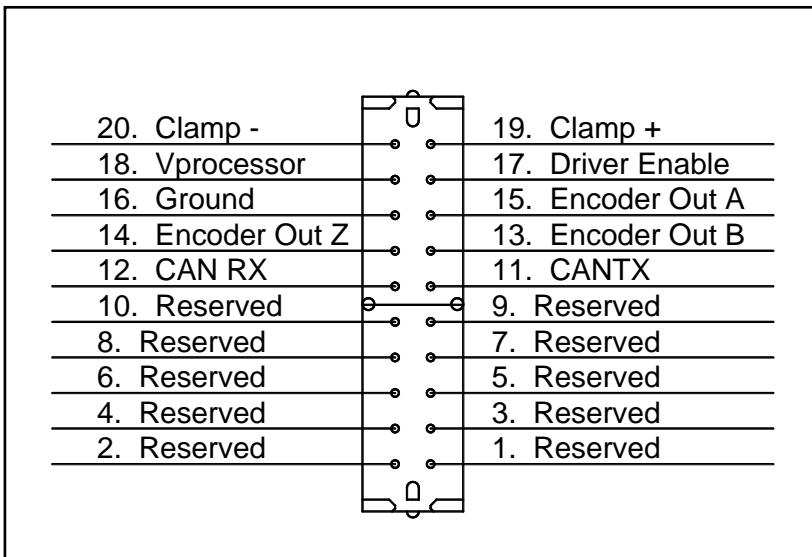 20. Clamp - 19. Clamp +
18. Vprocessor 17. Driver Enable
16. Ground 15. Encoder Out A
14. Encoder Out Z 13. Encoder Out B
12. CAN RX 11. CANTX
10. Reserved 9. Reserved
8. Reserved 7. Reserved
6. Reserved 5. Reserved
4. Reserved 3. Reserved
2. Reserved 1. Reserved